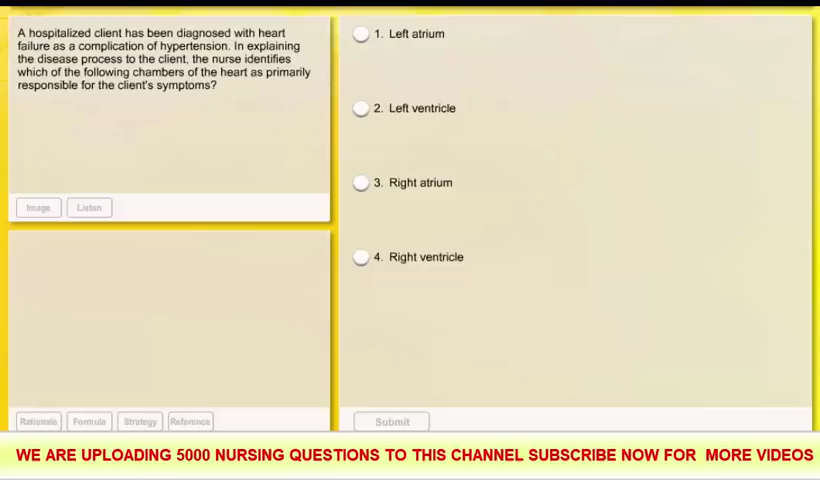 A hospitalized client has been diagnosed with heart
failure as a complication of hypertension. In explaining
the disease process to the client, the nurse identifies
which of the following chambers of the heart as primarily
responsible for the client's symptoms?
Image Listen
1. Left atrium
2. Left ventricle
3. Right atrium
4. Right ventricle
Rationale Formula Strategy Reference
Submit
WE ARE UPLOADING 5000 NURSING QUESTIONS TO THIS CHANNEL SUBSCRIBE NOW FOR MORE VIDEOS